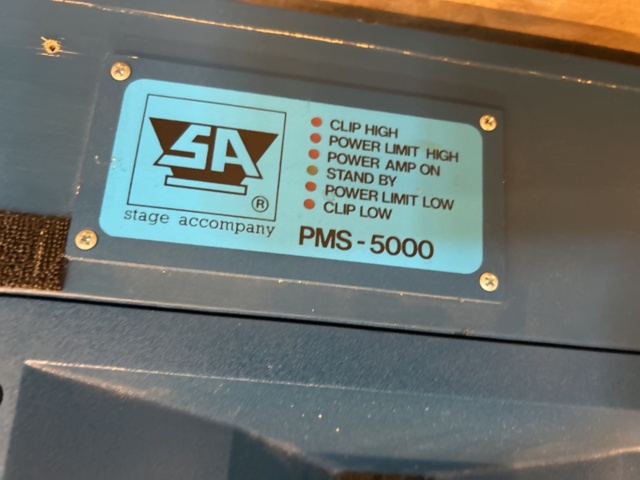 SA
®
stage accompany
CLIP HIGH
POWER LIMIT HIGH
POWER AMP ON
STAND BY
POWER LIMIT LOW
CLIP LOW
PMS-5000